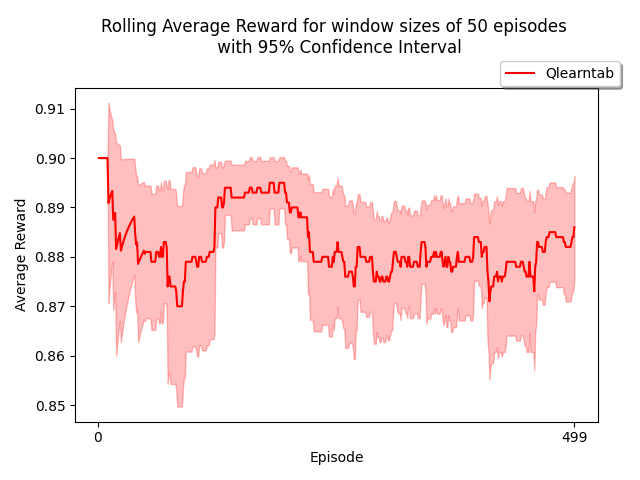 Rolling Average Reward for window sizes of 50 episodes
with 95% Confidence Interval
Qlearntab
0.91
0.90
0.89
0.88
0.87
0.86
0.85
Average Reward
0
499
Episode